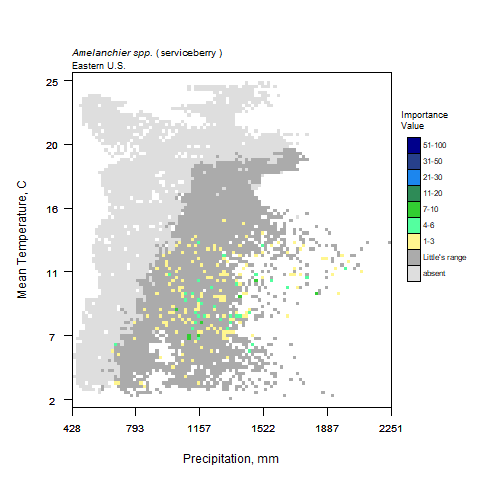 Amelanchier spp. ( serviceberry )
Eastern U.S.
25
20
16
11
7
2
Mean Temperature, C
428 793 1157 1522 1887 2251
Precipitation, mm
Importance
Value
51-100
31-50
21-30
11-20
7-10
4-6
1-3
Little's range
absent